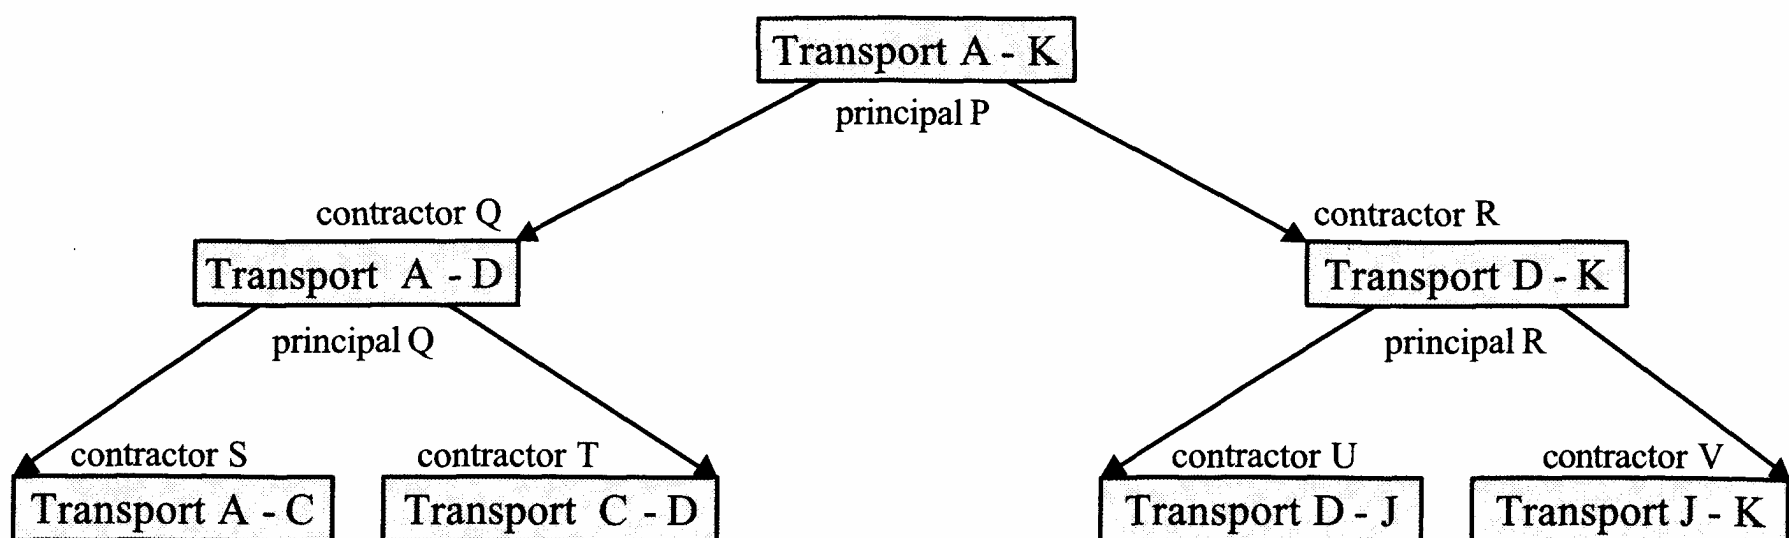 Transport A - K
principal P
contractor Q
contractor R
Transport A - D
Transport D - K
principal Q
principal R
contractor S
contractor T
contractor U
contractor V
Transport A - C
Transport C - D
Transport D - J
Transport J - K